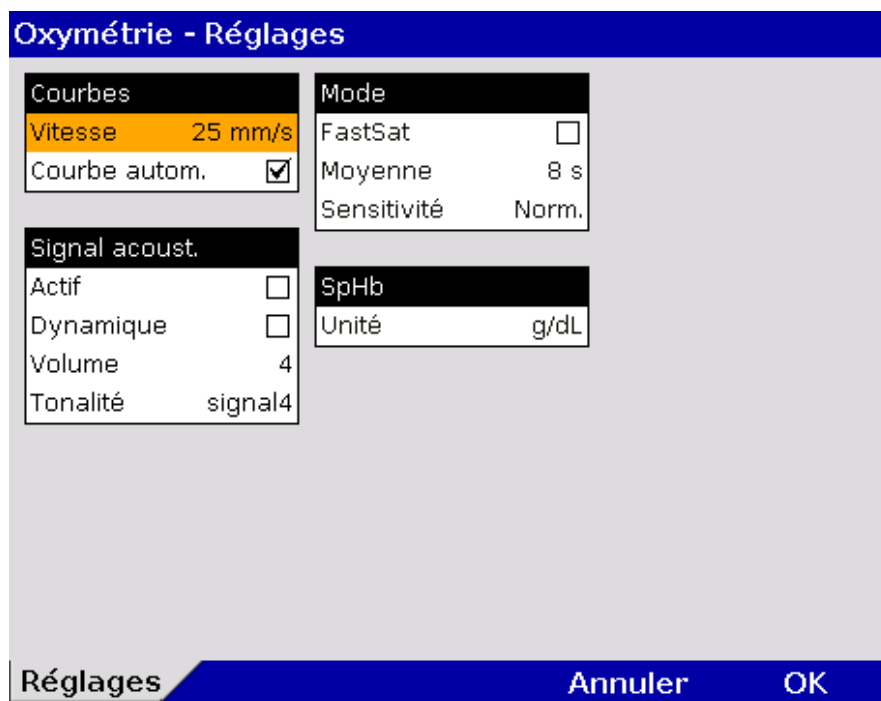 Oxymétrie - Réglages
Courbes
Vitesse 25 mm/s
Courbe autom.
Signal acoust.
Actif
Dynamique
Volume 4
Tonalité signal4
Mode
FastSat
Moyenne 8 s
Sensitivité Norm.
SpHb
Unité g/dL
Réglages Annuler OK